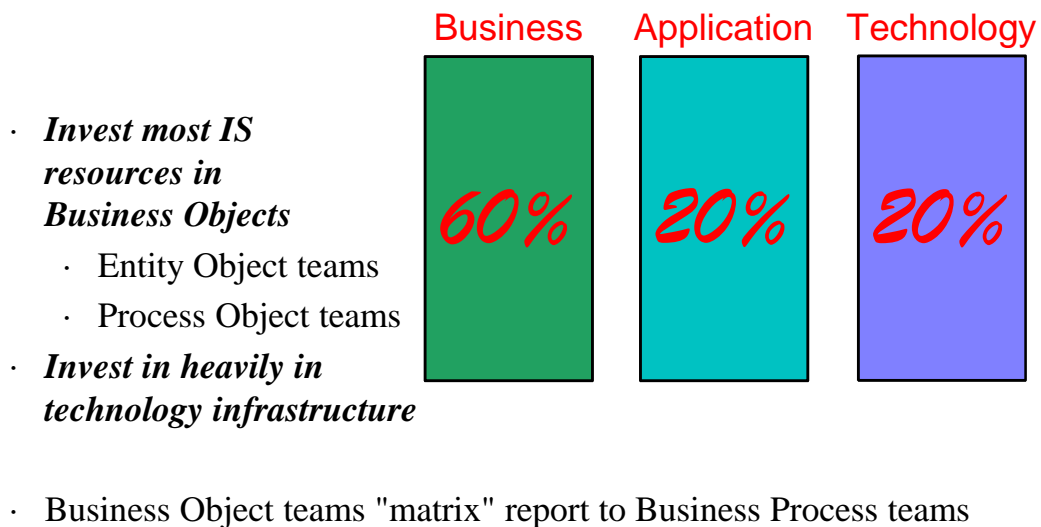 Business Application Technology
· Invest most IS
resources in
Business Objects
· Entity Object teams
· Process Object teams
· Invest in heavily in
technology infrastructure
60% 20% 20%
· Business Object teams "matrix" report to Business Process teams